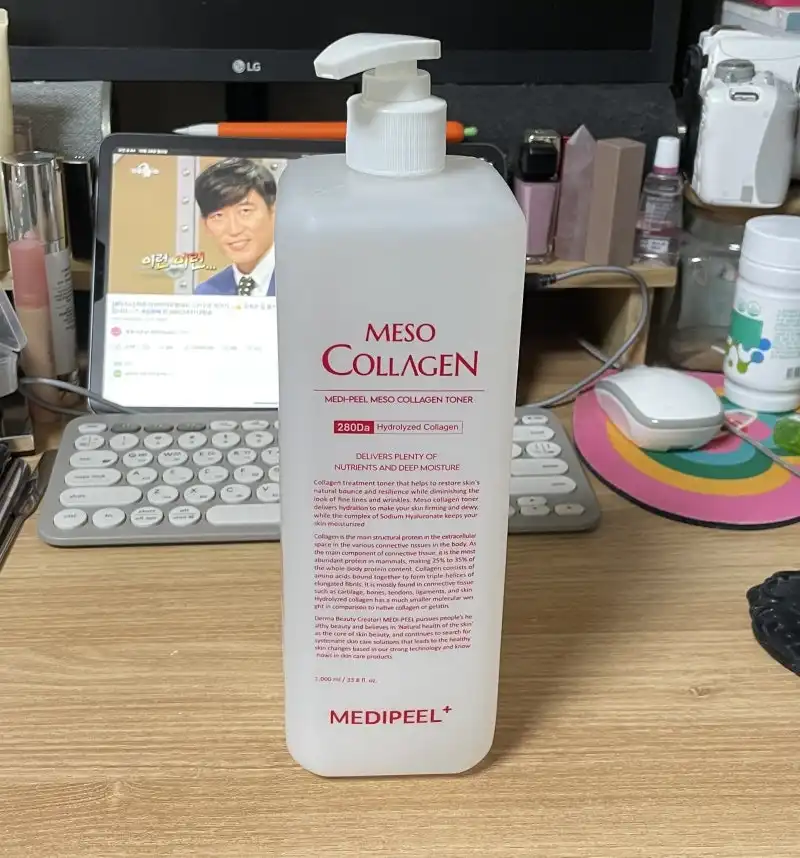 LG
이런 이런...
MESO
COLLAGEN
MEDI-PEEL MESO COLLAGEN TONER
280Da Hydrolyzed Collagen
DELIVERS PLENTY OF
NUTRIENTS AND DEEP MOISTURE
Collagen treatment toner that helps to restore skin's
natural bounce and resilience while diminishing the
look of fine lines and wrinkles. Meso collagen toner
delivers hydration to make your skin firming and dewy,
while the complex of Sodium Hyaluronate keeps your
skin moisturized.
Collagen is the main structural protein in the extracellular
space in the various connective tissues in the body. As
the main component of connective tissue, it is the most
abundant protein in mammals, making 25% to 35% of
the whole-body protein content. Collagen consists of
amino acids bound together to form triple helices of
elongated fibrils. It is mostly found in connective tissue
such as cartilage, bones, tendons, ligaments, and skin
Hydrolyzed collagen has a much smaller molecular wei
ght in comparison to native collagen or gelatin.
Derma Beauty Creator! MEDI-PEEL pursues people's he
althy beauty and believes in 'Natural health of the skin'
as the core of skin beauty, and continues to search for
systematic skin care solutions that leads to the healthy
skin changes based in our strong technology and know
-hows in skin care products.
1,000 ml / 33.8 fl. oz.
MEDIPEEL+